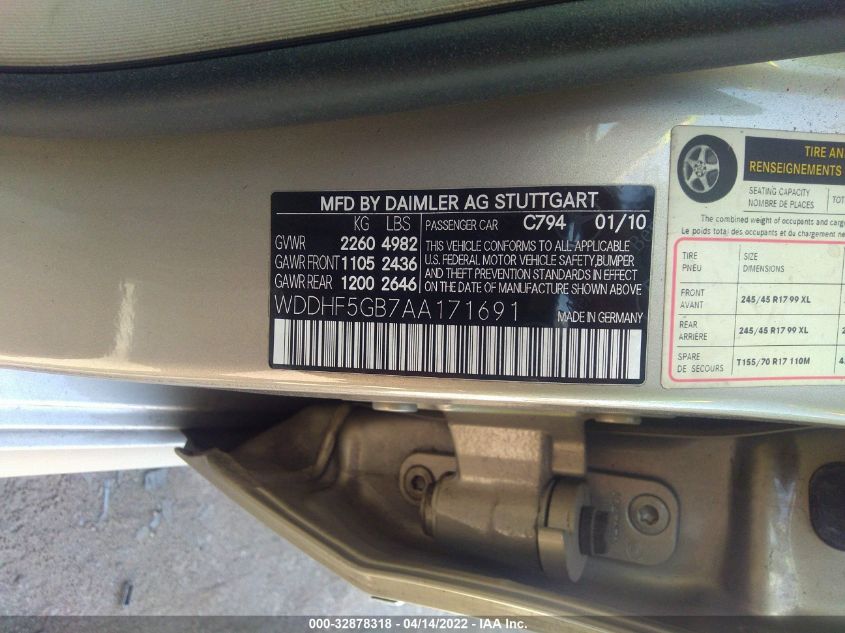 MFD BY DAIMLER AG STUTTGART
KG LBS PASSENGER CAR C794 01/10
GVWR 2260 4982
GAWR FRONT 1105 2436
GAWR REAR 1200 2646
THIS VEHICLE CONFORMS TO ALL APPLICABLE
U.S. FEDERAL MOTOR VEHICLE SAFETY,BUMPER
AND THEFT PREVENTION STANDARDS IN EFFECT
ON THE DATE OF MANUFACTURE SHOWN ABOVE
WDDHF5GB7AA171691
MADE IN GERMANY
TIRE AN
RENSEIGNEMENTS
SEATING CAPACITY
NOMBRE DE PLACES
TOT
The combined weight of occupants and cargo
Le poids total des occupants et du charg
TIRE SIZE
PNEU DIMENSIONS
FRONT
AVANT
245/45 R17 99 XL
REAR
ARRIÈRE
245/45 R17 99 XL
SPARE
DE SECOURS
T155/70 R17 110M
000-32878318 - 04/14/2022 - IAA Inc.